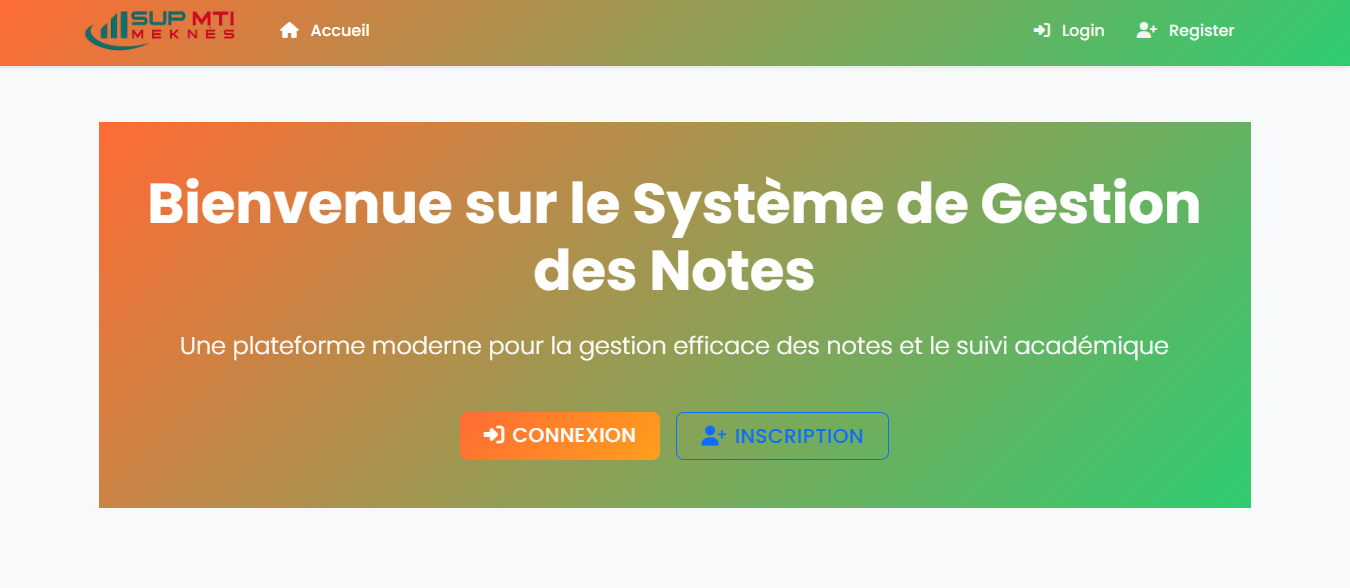 SUP MTI
MEKNÈS
Accueil
Login
Register
Bienvenue sur le Système de Gestion
des Notes
Une plateforme moderne pour la gestion efficace des notes et le suivi académique
CONNEXION
INSCRIPTION